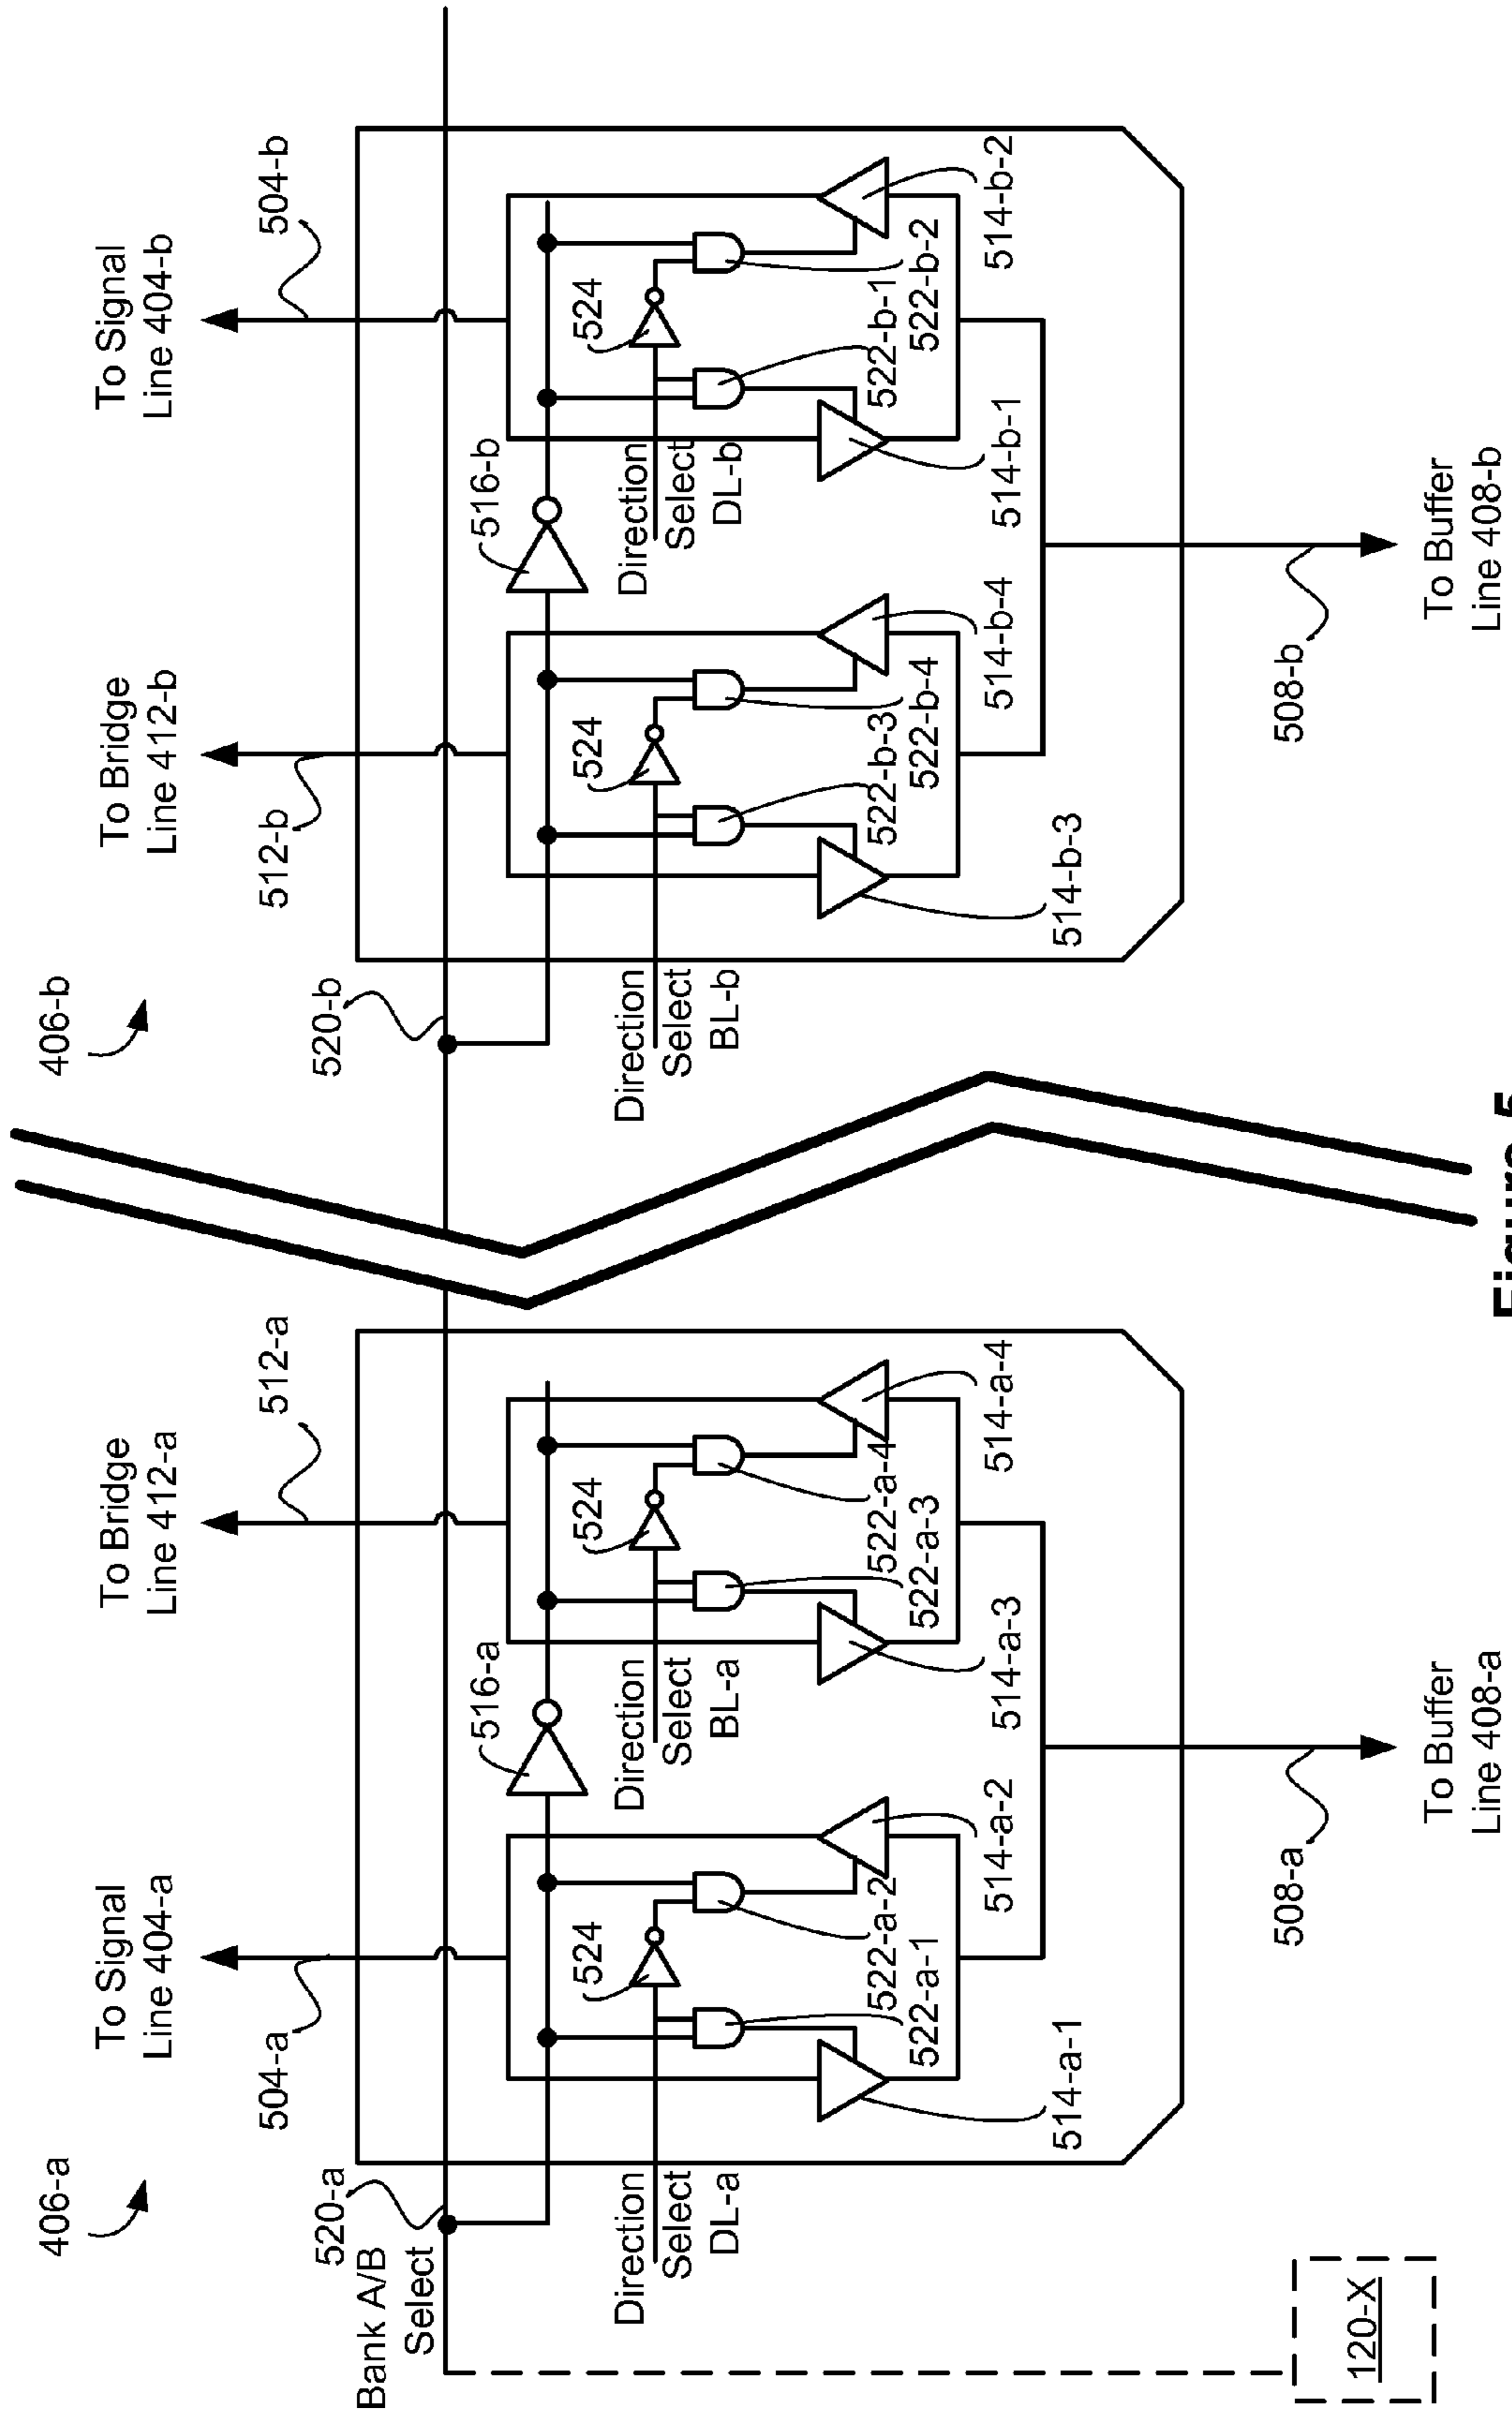 406-a
504-a
To Signal
Line 404-a
To Bridge
Line 412-a
512-a
406-b
512-b
To Bridge
Line 412-b
To Signal
Line 404-b
504-b
520-a
Bank A/B
Select
516-a
520-b
516-b
Direction
Select
DL-a
524
Direction
Select
BL-a
524
Direction
Select
BL-b
524
Direction
Select
DL-b
524
522-a-2
522-a-1
522-a-4
522-a-3
522-b-3
522-b-4
522-b-1
522-b-2
514-a-1
514-a-2
514-a-3
514-a-4
514-b-3
514-b-4
514-b-1
514-b-2
120-X
508-a
To Buffer
Line 408-a
508-b
To Buffer
Line 408-b
Figure 5